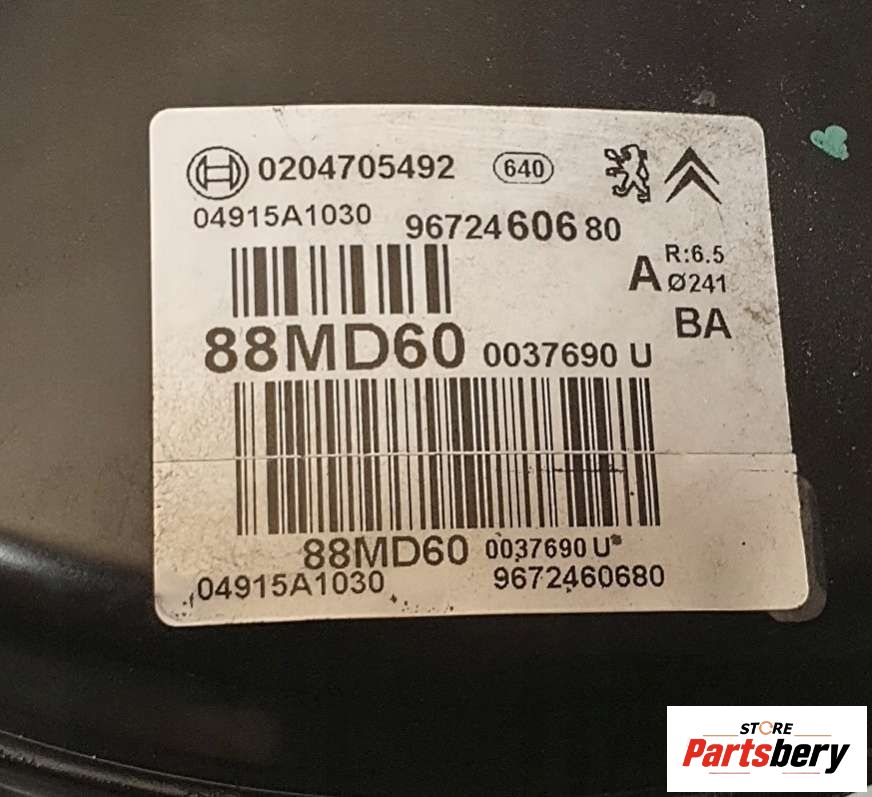 0204705492 640
04915A1030
9672460680
A R:6.5
Ø241
BA
88MD60 0037690 U
88MD60 0037690 U*
04915A1030 9672460680
STORE
Partsbery